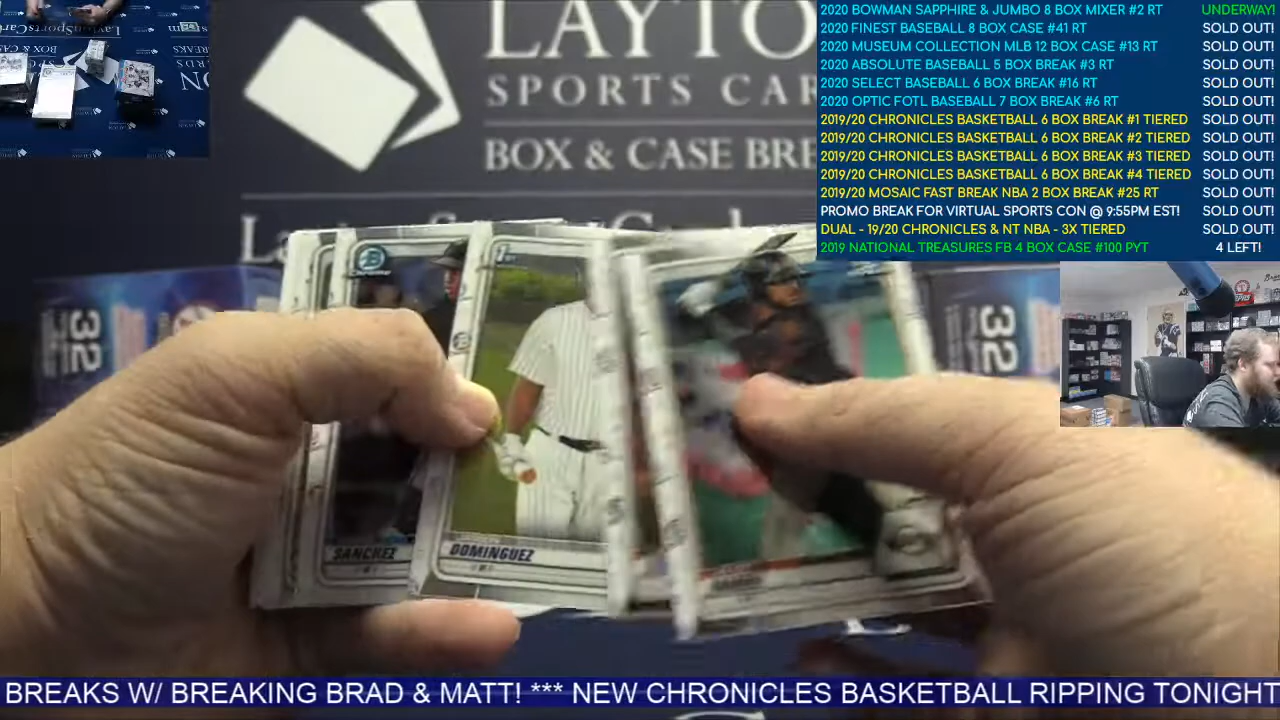 2020 BOWMAN SAPPHIRE & JUMBO 8 BOX MIXER #2 RT UNDERWAY!
2020 FINEST BASEBALL 8 BOX CASE #41 RT SOLD OUT!
2020 MUSEUM COLLECTION MLB 12 BOX CASE #13 RT SOLD OUT!
2020 ABSOLUTE BASEBALL 5 BOX BREAK #3 RT SOLD OUT!
2020 SELECT BASEBALL 6 BOX BREAK #16 RT SOLD OUT!
2020 OPTIC FOTL BASEBALL 7 BOX BREAK #6 RT SOLD OUT!
2019/20 CHRONICLES BASKETBALL 6 BOX BREAK #1 TIERED SOLD OUT!
2019/20 CHRONICLES BASKETBALL 6 BOX BREAK #2 TIERED SOLD OUT!
2019/20 CHRONICLES BASKETBALL 6 BOX BREAK #3 TIERED SOLD OUT!
2019/20 CHRONICLES BASKETBALL 6 BOX BREAK #4 TIERED SOLD OUT!
2019/20 MOSAIC FAST BREAK NBA 2 BOX BREAK #25 RT SOLD OUT!
PROMO BREAK FOR VIRTUAL SPORTS CON @ 9:55PM EST! SOLD OUT!
DUAL - 19/20 CHRONICLES & NT NBA - 3X TIERED SOLD OUT!
2019 NATIONAL TREASURES FB 4 BOX CASE #100 PYT 4 LEFT!
LAYTO
SPORTS CAR
BOX & CASE BRE
32
32
SANCHEZ
DOMINGUEZ
BREAKS W/ BREAKING BRAD & MATT! *** NEW CHRONICLES BASKETBALL RIPPING TONIGHT